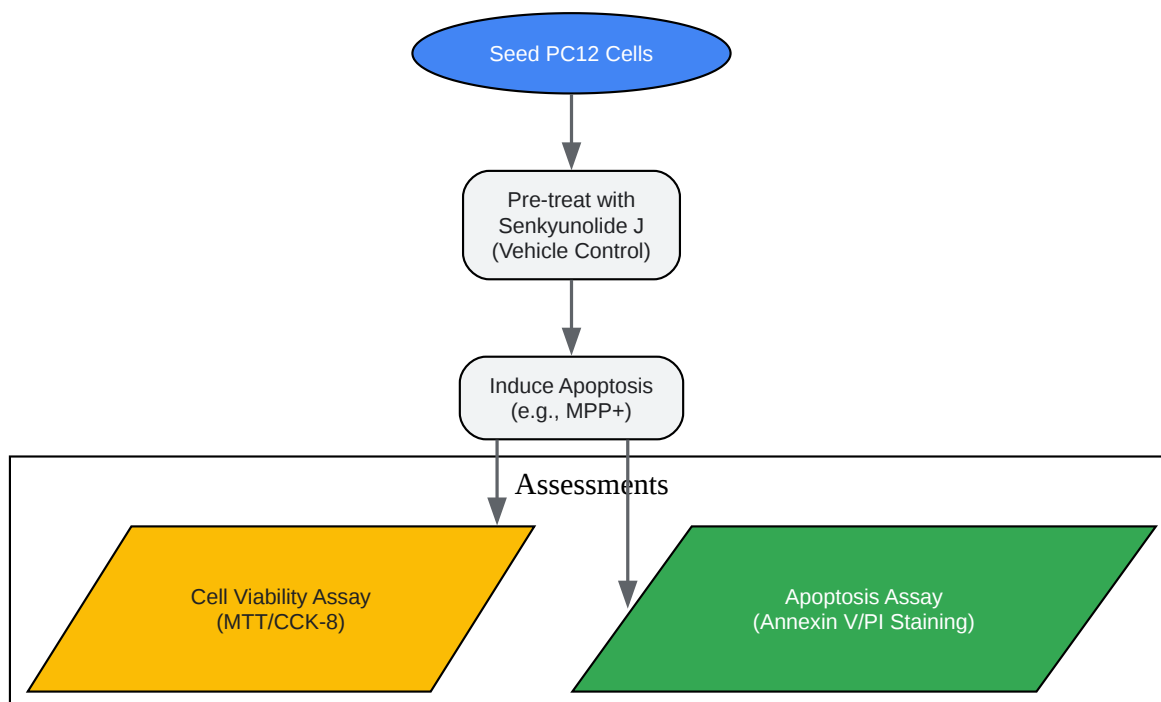 Seed PC12 Cells
Pre-treat with
Senkyunolide J
(Vehicle Control)
Induce Apoptosis
(e.g., MPP+)
Assessments
Cell Viability Assay
(MTT/CCK-8)
Apoptosis Assay
(Annexin V/PI Staining)